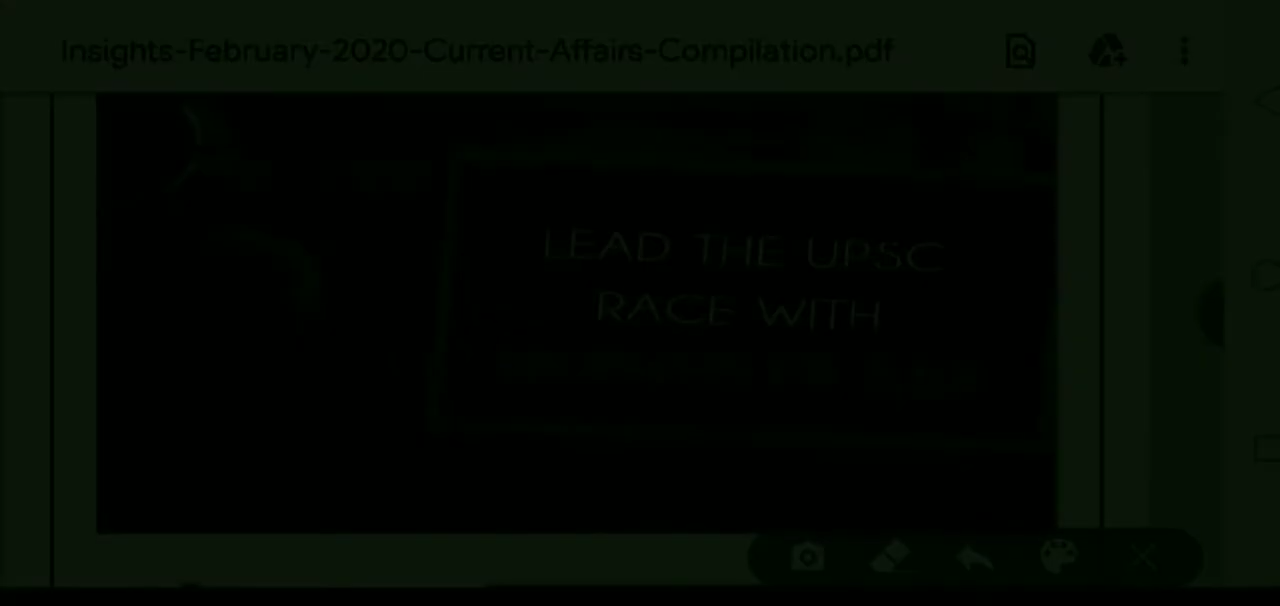 Insights-February-2020-Current-Affairs-Compilation.pdf
LEAD THE UPSC
RACE WITH